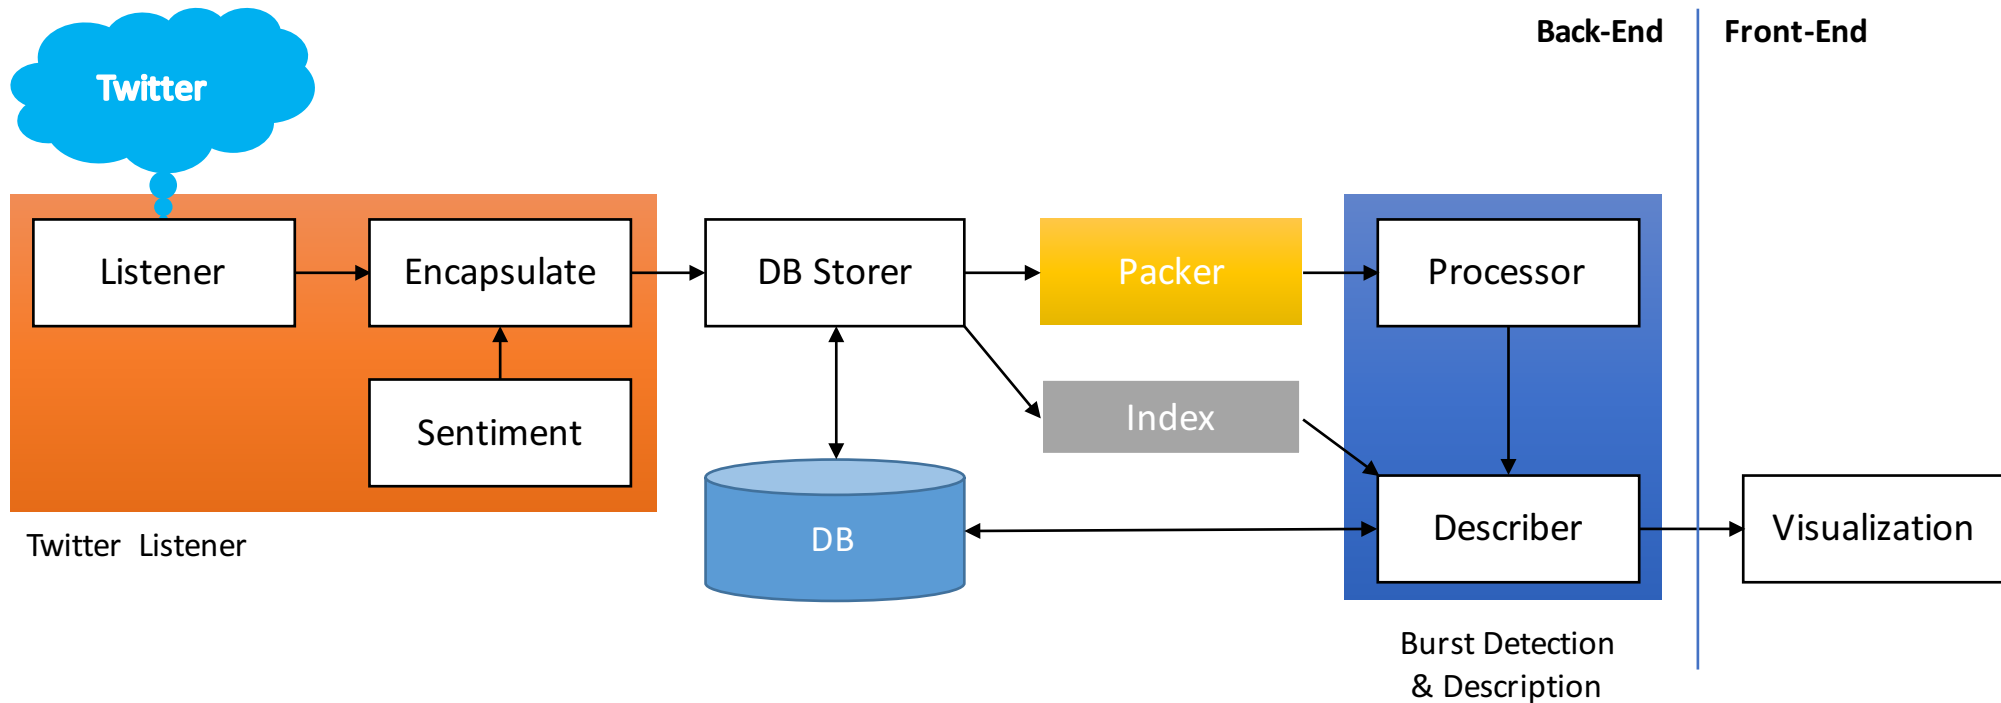 Back-End
Front-End
Twitter
Listener
Encapsulate
DB Storer
Packer
Processor
Sentiment
Index
DB
Describer
Visualization
Twitter Listener
Burst Detection
& Description